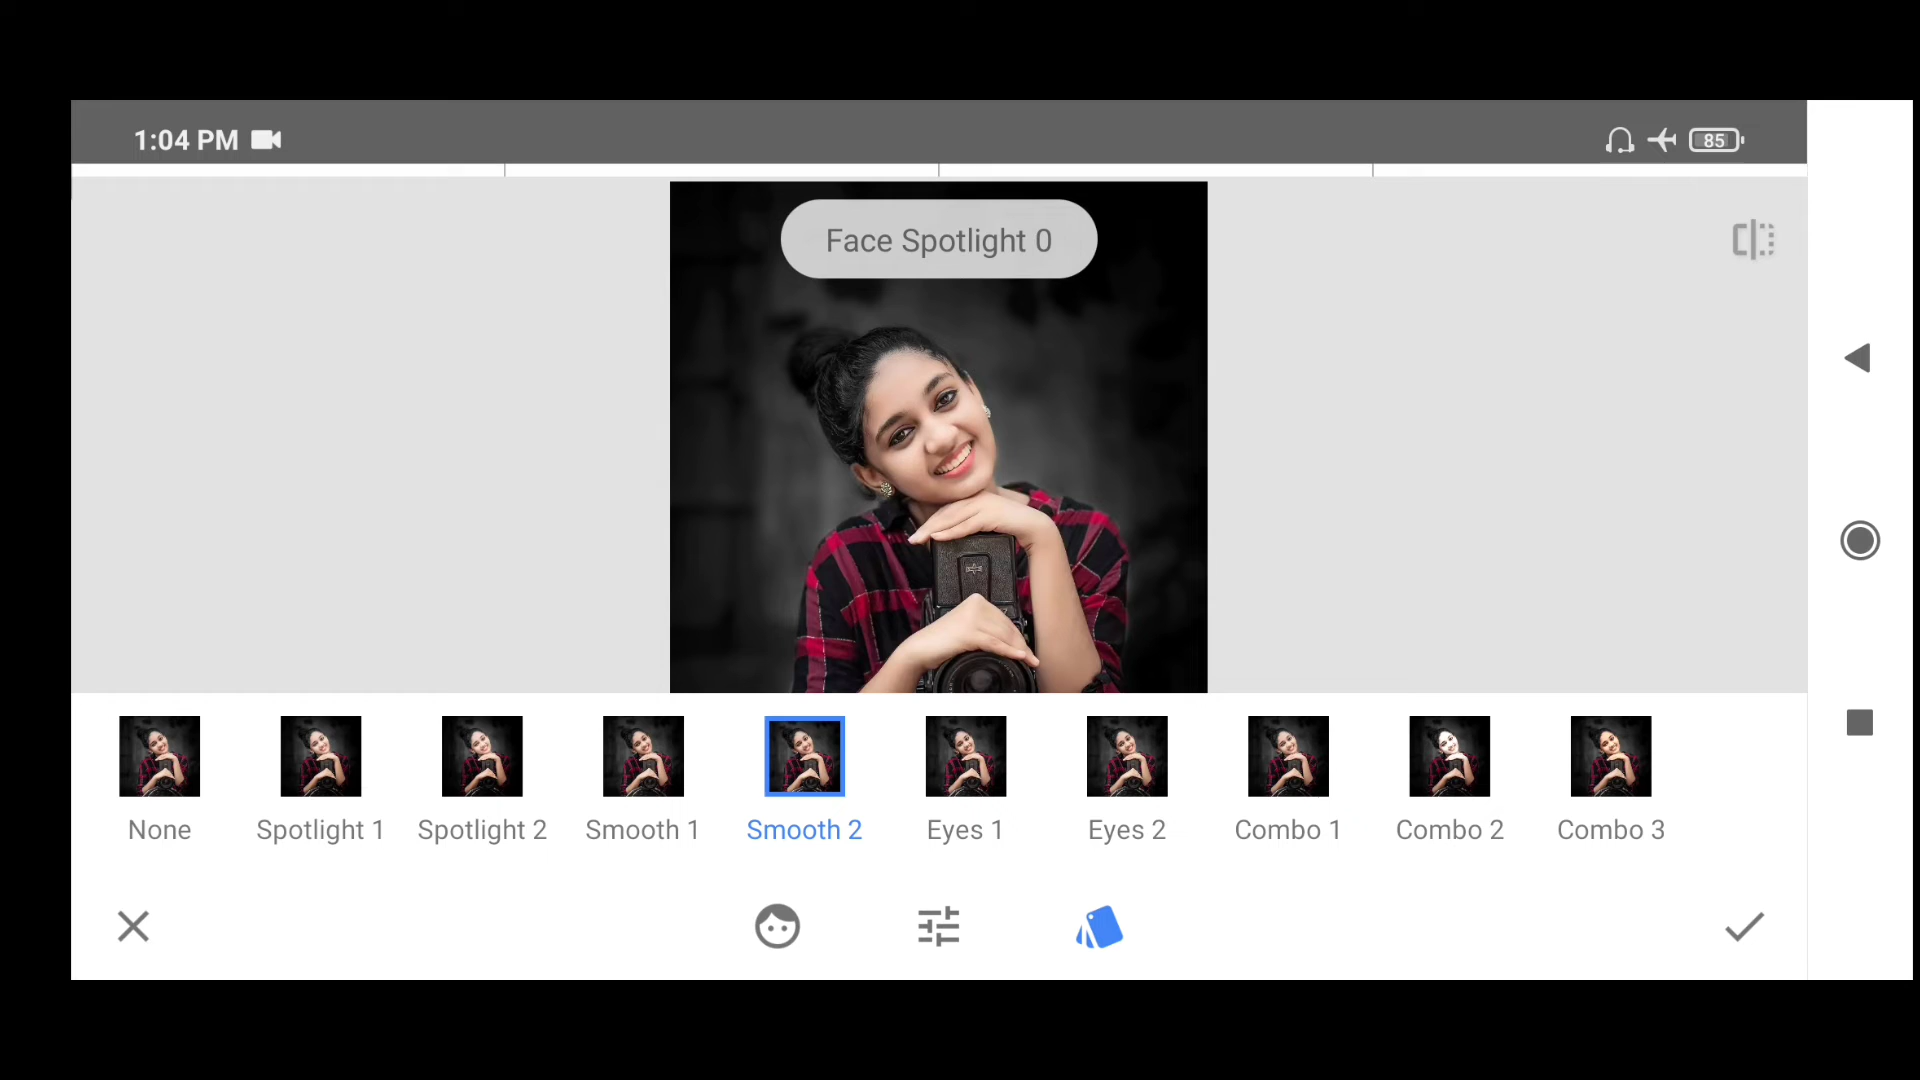 1:04 PM
85
Face Spotlight 0
None
Spotlight 1
Spotlight 2
Smooth 1
Smooth 2
Eyes 1
Eyes 2
Combo 1
Combo 2
Combo 3